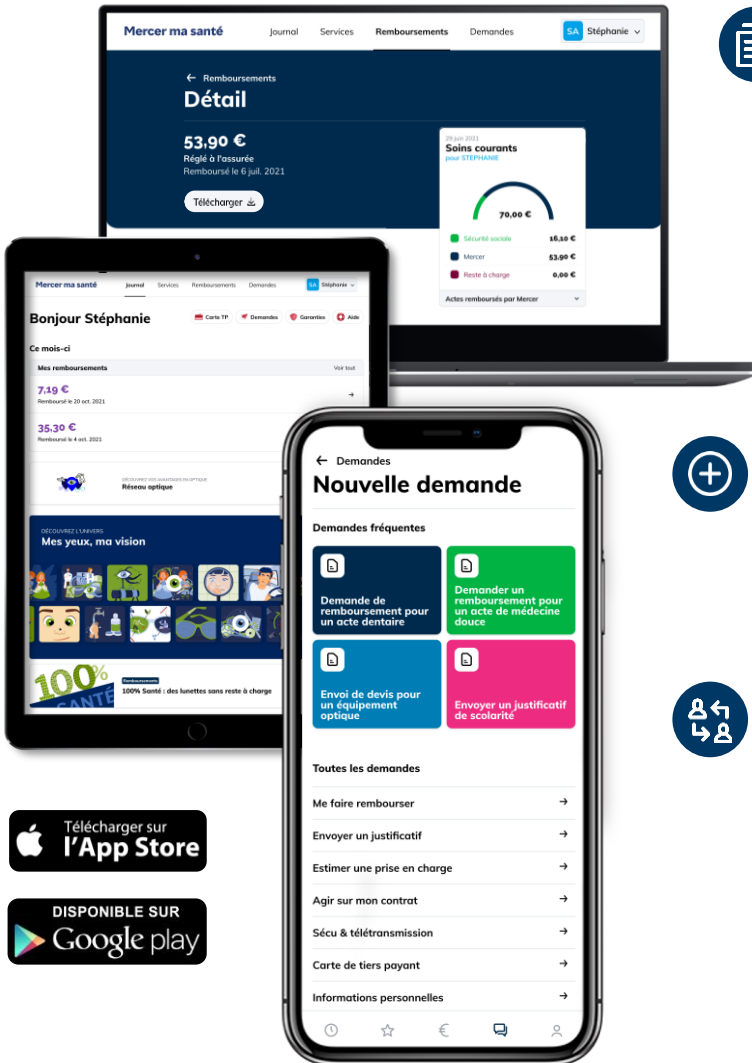 Mercer ma santé
Journal
Services
Remboursements
Demandes
SA
Stéphanie
← Remboursements
Détail
53,90 €
Réglé à l'assurée
Remboursé le 6 juil. 2021
Télécharger
29 juin 2021
Soins courants
pour STEPHANIE
70,00 €
Sécurité sociale 16,10 €
Mercer 53,90 €
Reste à charge 0,00 €
Actes remboursés par Mercer
Mercer ma santé
Journal
Services
Remboursements
Demandes
SA
Stéphanie
Bonjour Stéphanie
Carte TP
Demandes
Garanties
Aide
Ce mois-ci
Mes remboursements
Voir tout
7,19 €
→
Remboursé le 20 oct. 2021
35,30 €
Remboursé le 4 oct. 2021
DÉCOUVREZ VOS AVANTAGES EN OPTIQUE
Réseau optique
DÉCOUVREZ L'UNIVERS
Mes yeux, ma vision
100%
SANTÉ
Remboursements
100% Santé : des lunettes sans reste à charge
← Demandes
Nouvelle demande
Demandes fréquentes
Demande de
remboursement pour
un acte dentaire
Demander un
remboursement pour
un acte de médecine
douce
Envoi de devis pour
un équipement
optique
Envoyer un justificatif
de scolarité
Toutes les demandes
Me faire rembourser →
Envoyer un justificatif →
Estimer une prise en charge →
Agir sur mon contrat →
Sécu & télétransmission →
Carte de tiers payant →
Informations personnelles →
€
Télécharger sur
l'App Store
DISPONIBLE SUR
Google play